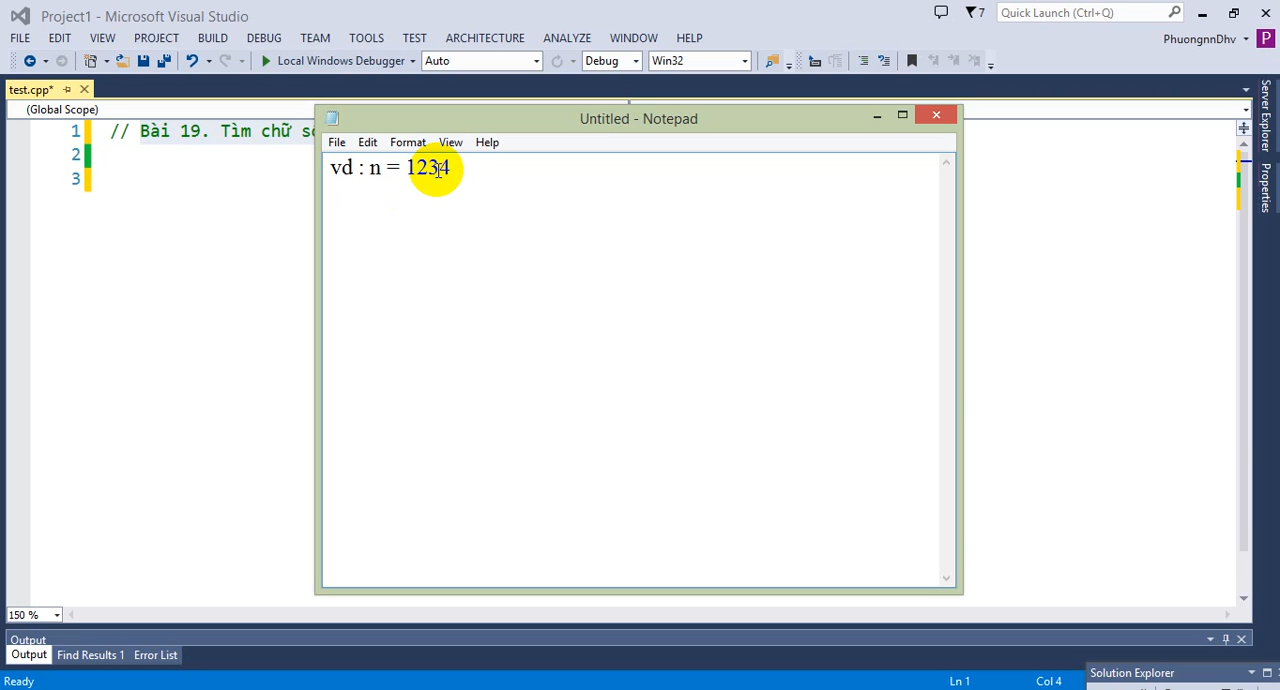 Project1 - Microsoft Visual Studio
7
Quick Launch (Ctrl+Q)
FILE EDIT VIEW PROJECT BUILD DEBUG TEAM TOOLS TEST ARCHITECTURE ANALYZE WINDOW HELP
PhuongnnDhv P
Local Windows Debugger Auto Debug Win32
test.cpp*
(Global Scope)
1 // Bài 19. Tìm chữ
2
3
Untitled - Notepad
File Edit Format View Help
vd : n = 1234
Server Explorer
Properties
150 %
Output
Output Find Results 1 Error List
Solution Explorer
Ready Ln 1 Col 4